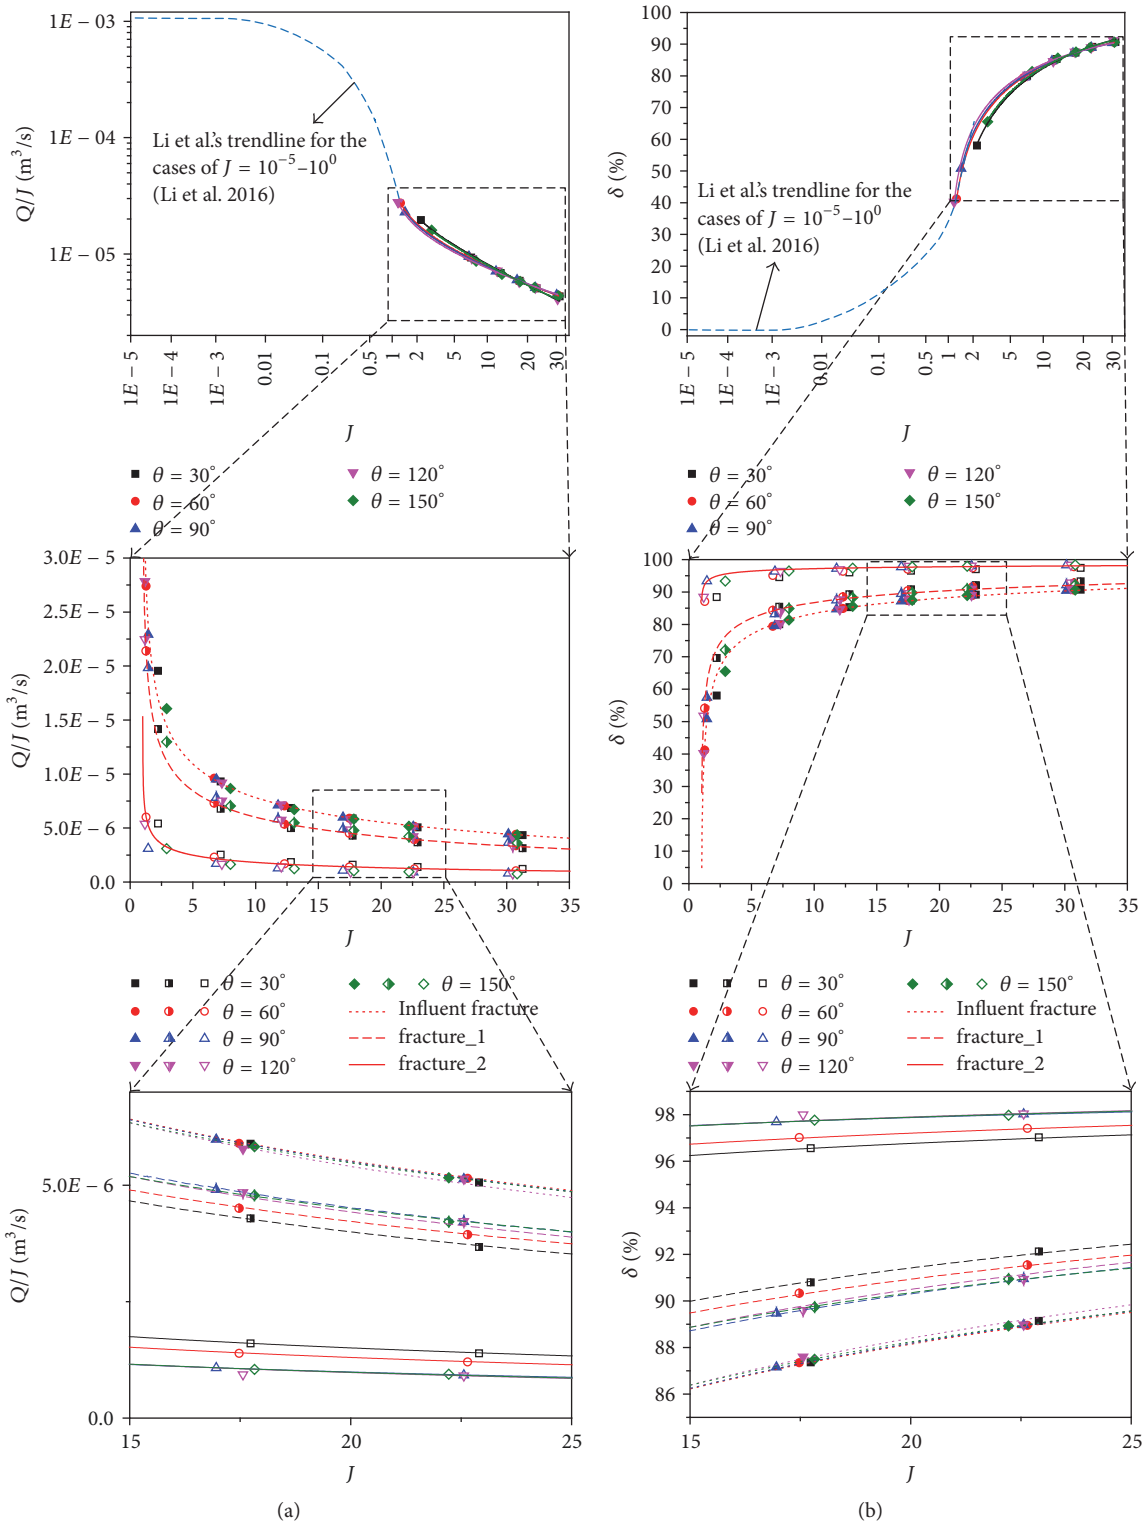 1E − 03
1E − 04
1E − 05
Q/J (m³/s)
Li et al.'s trendline for the
cases of J = 10⁻⁵–10⁰
(Li et al. 2016)
1E − 5
1E − 4
1E − 3
0.01
0.1
0.5
1
2
5
10
20
30
J
θ = 30°
θ = 60°
θ = 90°
θ = 120°
θ = 150°
100
90
80
70
60
50
40
30
20
10
0
δ (%)
Li et al.'s trendline for the
cases of J = 10⁻⁵–10⁰
(Li et al. 2016)
1E − 5
1E − 4
1E − 3
0.01
0.1
0.5
1
2
5
10
20
30
J
θ = 30°
θ = 60°
θ = 90°
θ = 120°
θ = 150°
3.0E − 5
2.5E − 5
2.0E − 5
1.5E − 5
1.0E − 5
5.0E − 6
0.0
Q/J (m³/s)
0 5 10 15 20 25 30 35
J
θ = 30°
θ = 60°
θ = 90°
θ = 120°
θ = 150°
Influent fracture
fracture_1
fracture_2
100
90
80
70
60
50
40
30
20
10
0
δ (%)
0 5 10 15 20 25 30 35
J
θ = 30°
θ = 60°
θ = 90°
θ = 120°
θ = 150°
Influent fracture
fracture_1
fracture_2
5.0E − 6
0.0
Q/J (m³/s)
15 20 25
J
(a)
98
96
94
92
90
88
86
δ (%)
15 20 25
J
(b)